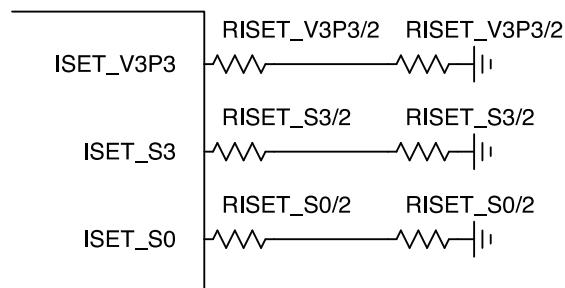 RISET_V3P3/2 RISET_V3P3/2
ISET_V3P3
RISET_S3/2 RISET_S3/2
ISET_S3
RISET_S0/2 RISET_S0/2
ISET_S0